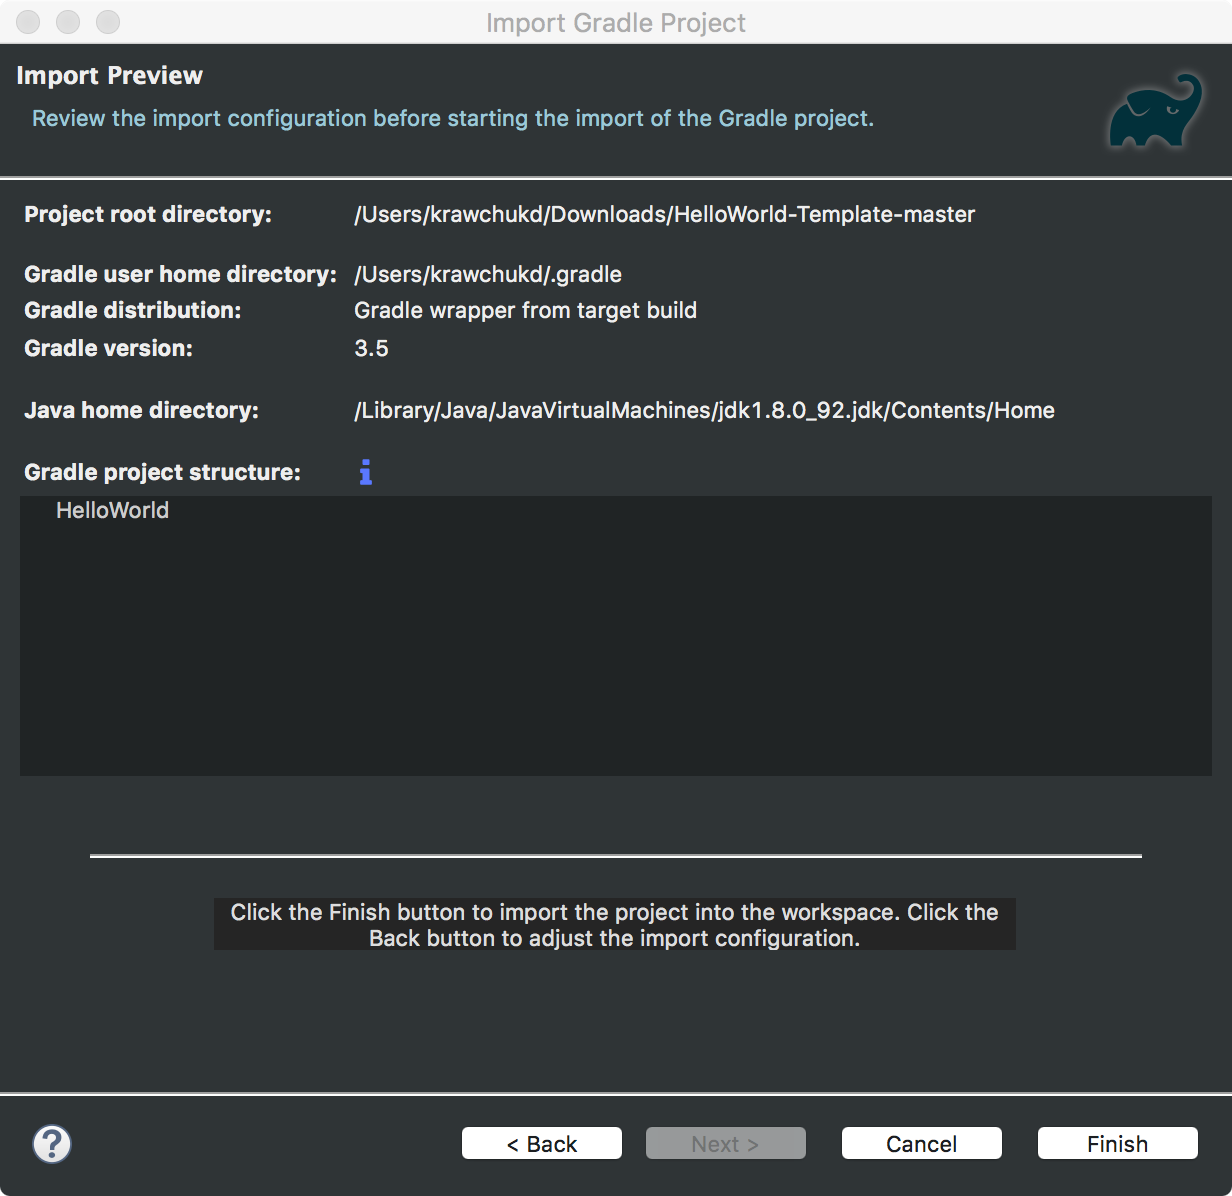 Import Gradle Project
Import Preview
Review the import configuration before starting the import of the Gradle project.
Project root directory: /Users/krawchukd/Downloads/HelloWorld-Template-master
Gradle user home directory: /Users/krawchukd/.gradle
Gradle distribution: Gradle wrapper from target build
Gradle version: 3.5
Java home directory: /Library/Java/JavaVirtualMachines/jdk1.8.0_92.jdk/Contents/Home
Gradle project structure:
HelloWorld
Click the Finish button to import the project into the workspace. Click the
Back button to adjust the import configuration.
? < Back Next > Cancel Finish